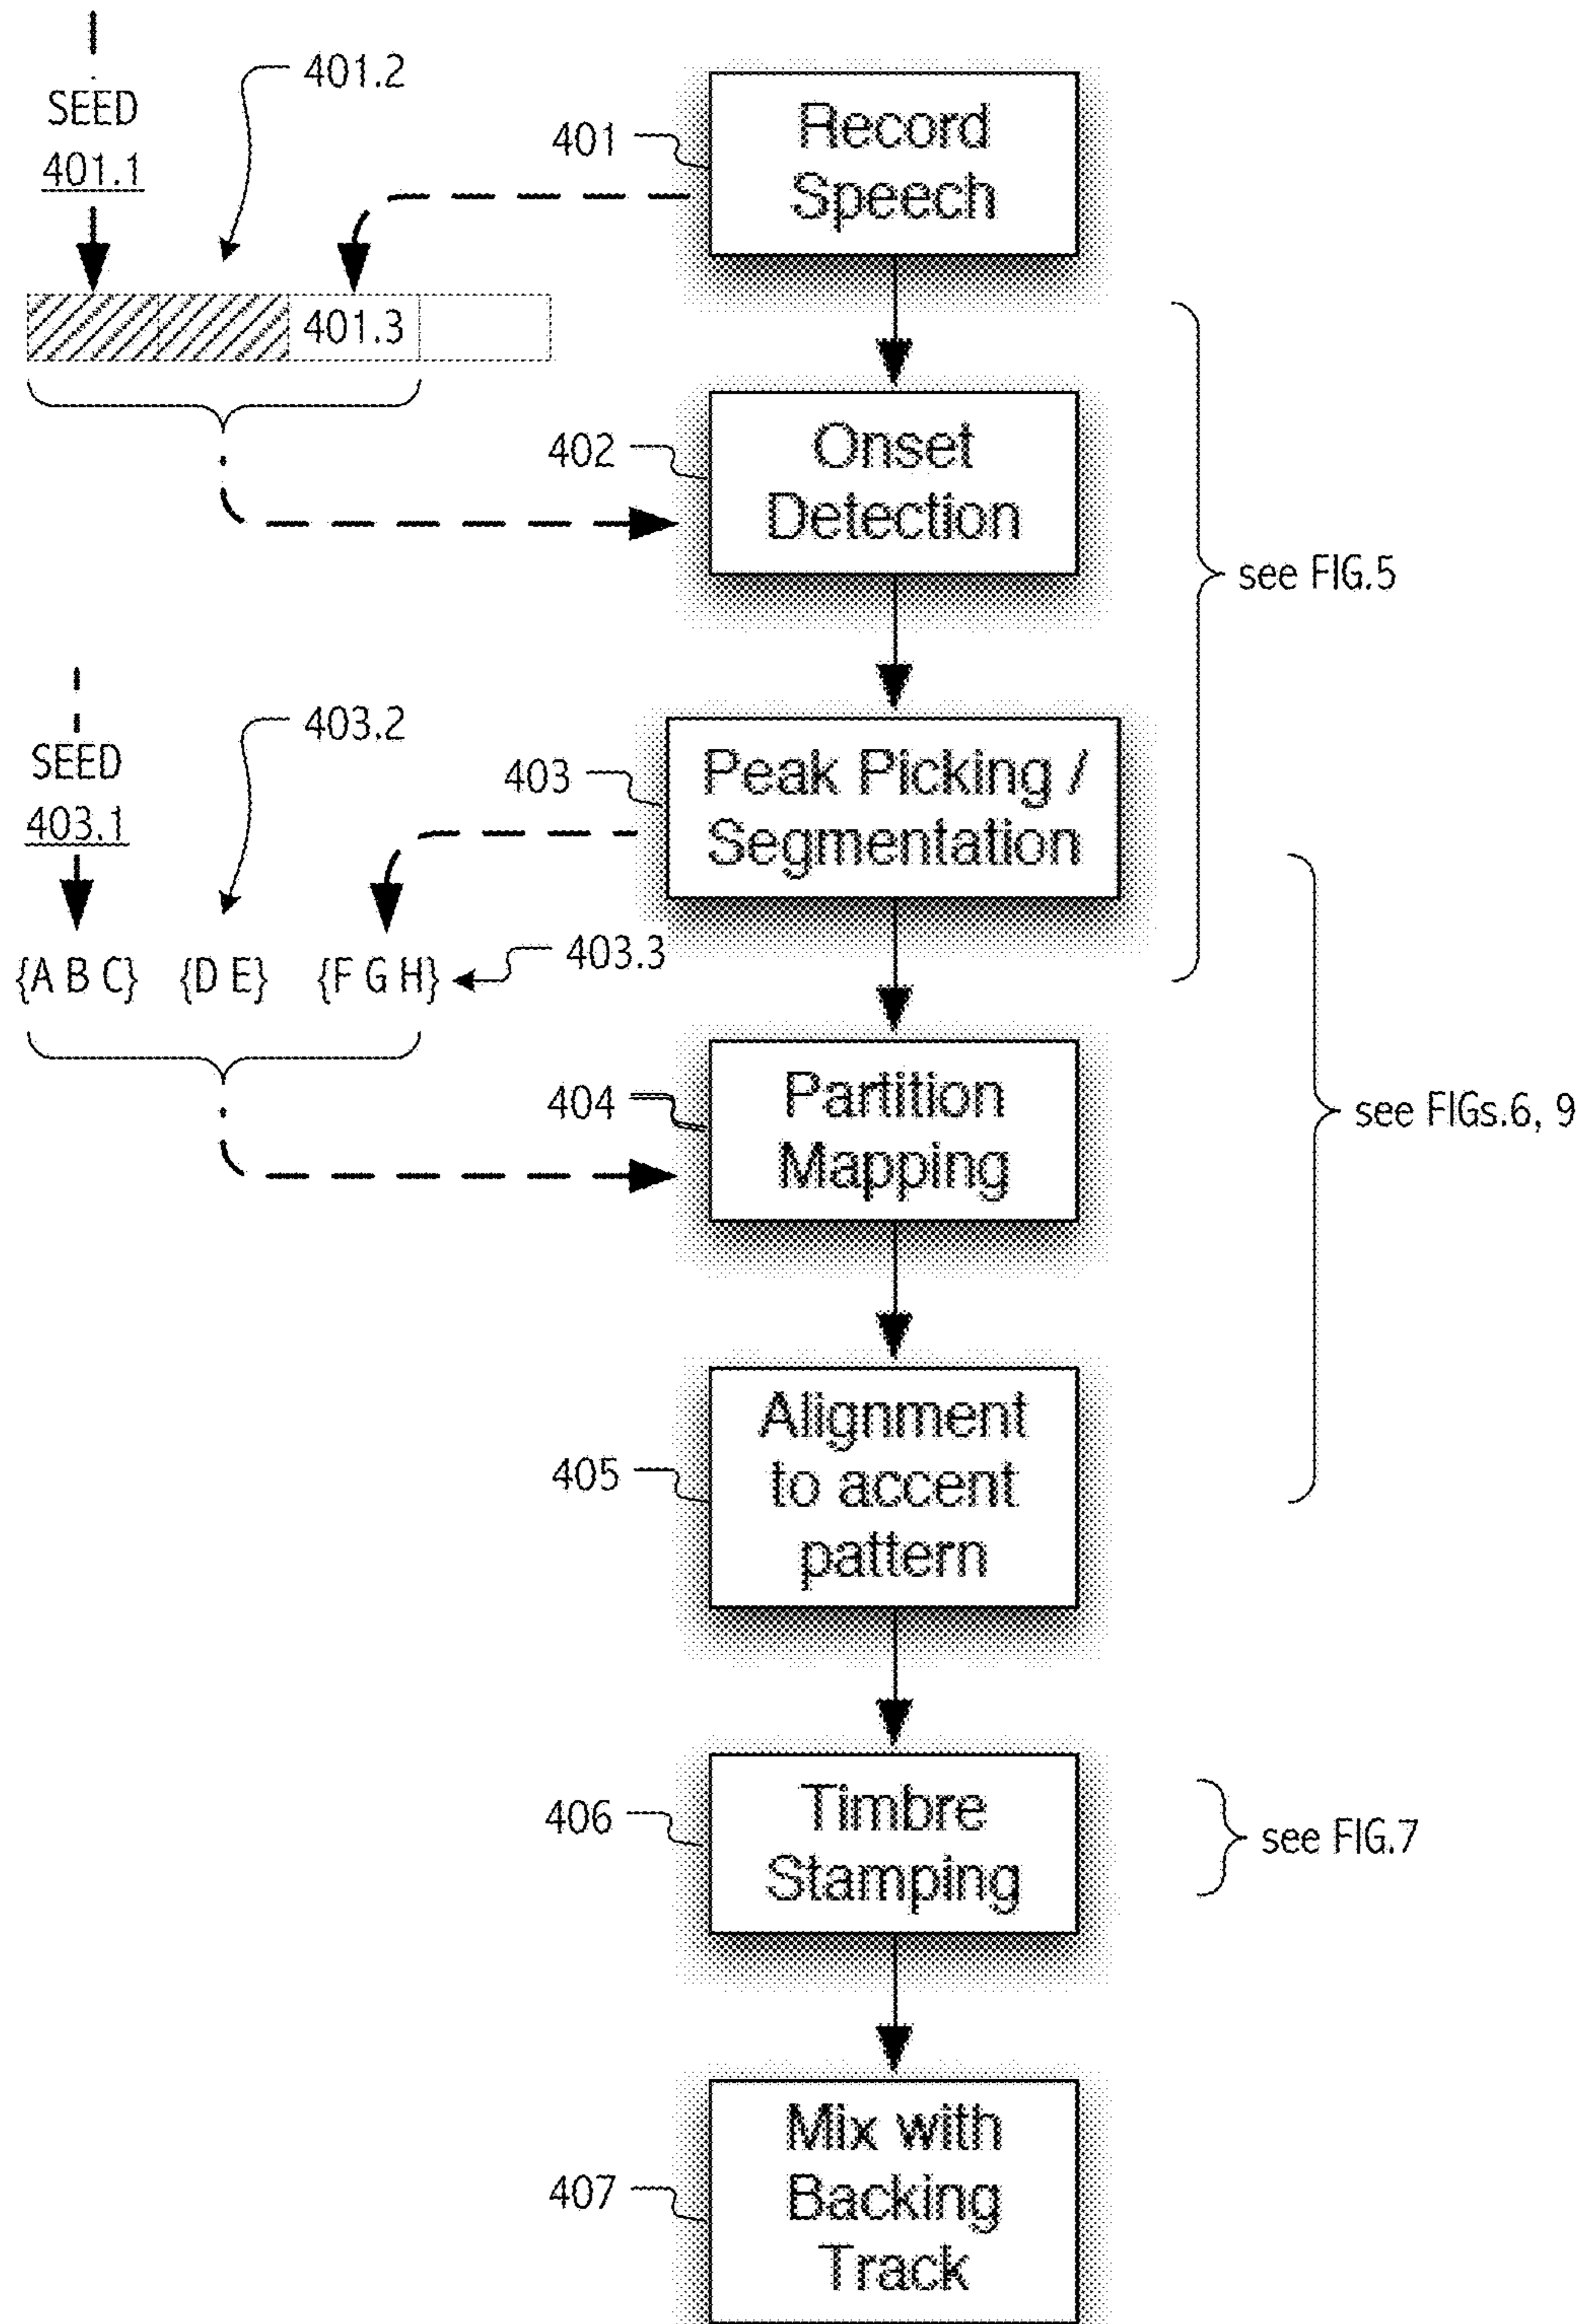 SEED
401.1
401.2
401
Record
Speech
401.3
402
Onset
Detection
see FIG.5
SEED
403.1
403.2
403
Peak Picking /
Segmentation
{A B C} {D E} {F G H}
403.3
404
Partition
Mapping
see FIGs.6, 9
405
Alignment
to accent
pattern
406
Timbre
Stamping
see FIG.7
407
Mix with
Backing
Track